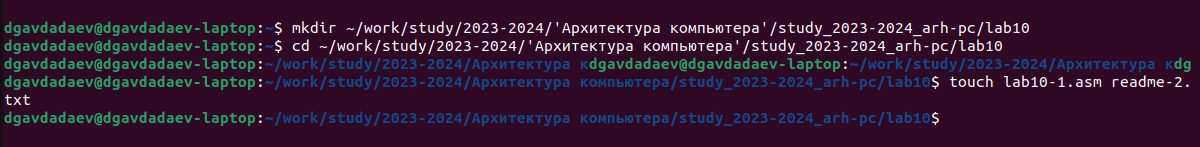 dgavdadaev@dgavdadaev-laptop:~$ mkdir ~/work/study/2023-2024/'Архитектура компьютера'/study_2023-2024_arh-pc/lab10
dgavdadaev@dgavdadaev-laptop:~$ cd ~/work/study/2023-2024/'Архитектура компьютера'/study_2023-2024_arh-pc/lab10
dgavdadaev@dgavdadaev-laptop:~/work/study/2023-2024/Архитектура кdgavdadaev@dgavdadaev-laptop:~/work/study/2023-2024/Архитектура кdg
dgavdadaev@dgavdadaev-laptop:~/work/study/2023-2024/Архитектура компьютера/study_2023-2024_arh-pc/lab10$ touch lab10-1.asm readme-2.
txt
dgavdadaev@dgavdadaev-laptop:~/work/study/2023-2024/Архитектура компьютера/study_2023-2024_arh-pc/lab10$